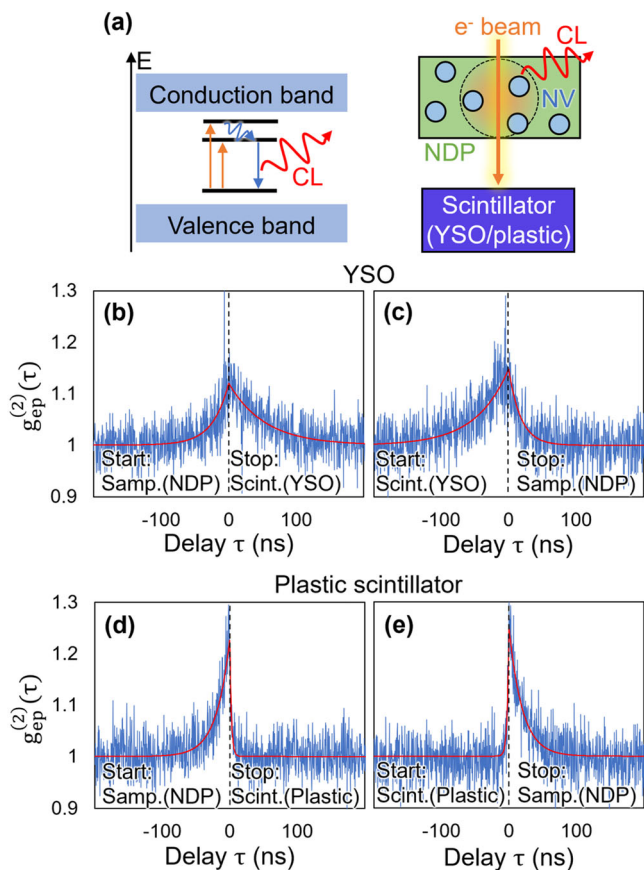 (a)
E
Conduction band
CL
Valence band
e⁻ beam
CL
NV
NDP
Scintillator
(YSO/plastic)
YSO
g_ep^(2)(τ)
1.3
1.2
1.1
1
0.9
(b)
Start:
Samp.(NDP)
Stop:
Scint.(YSO)
-100 0 100
Delay τ (ns)
(c)
Start:
Scint.(YSO)
Stop:
Samp.(NDP)
-100 0 100
Delay τ (ns)
Plastic scintillator
g_ep^(2)(τ)
1.3
1.2
1.1
1
0.9
(d)
Start:
Samp.(NDP)
Stop:
Scint.(Plastic)
-100 0 100
Delay τ (ns)
(e)
Start:
Scint.(Plastic)
Stop:
Samp.(NDP)
-100 0 100
Delay τ (ns)